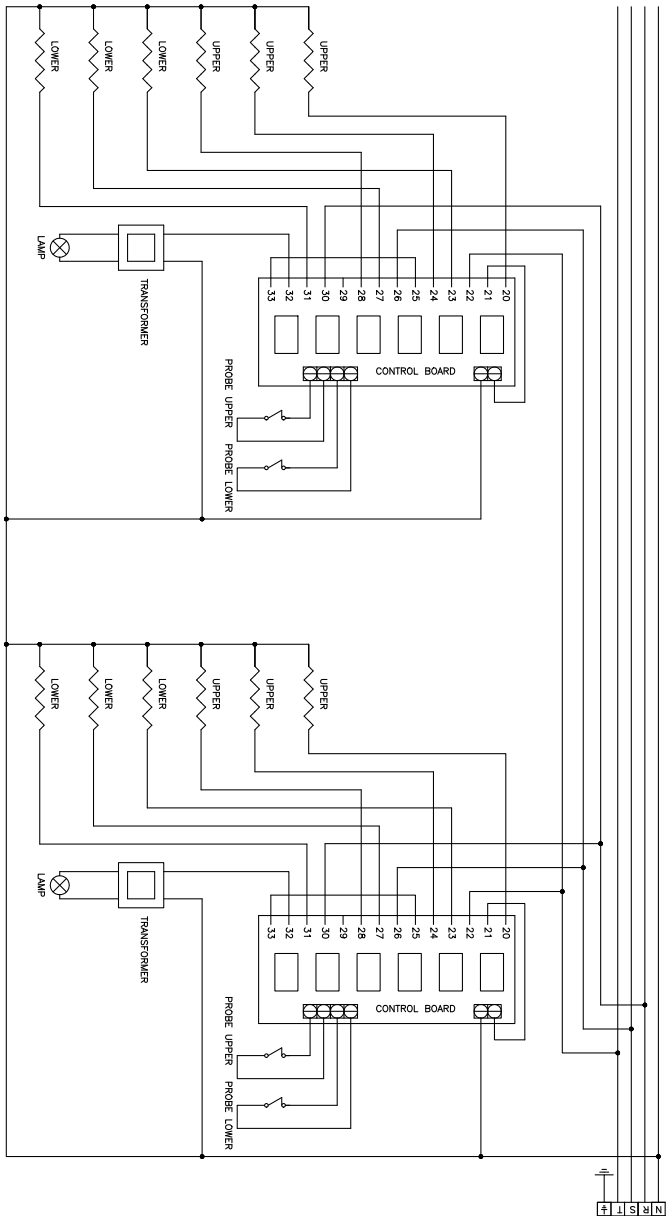 LOWER
LOWER
LOWER
UPPER
UPPER
UPPER
33 32 31 30 29 28 27 26 25 24 23 22 21 20
LAMP
TRANSFORMER
CONTROL BOARD
PROBE UPPER
PROBE LOWER
LOWER
LOWER
LOWER
UPPER
UPPER
UPPER
33 32 31 30 29 28 27 26 25 24 23 22 21 20
LAMP
TRANSFORMER
CONTROL BOARD
PROBE UPPER
PROBE LOWER
T S R N